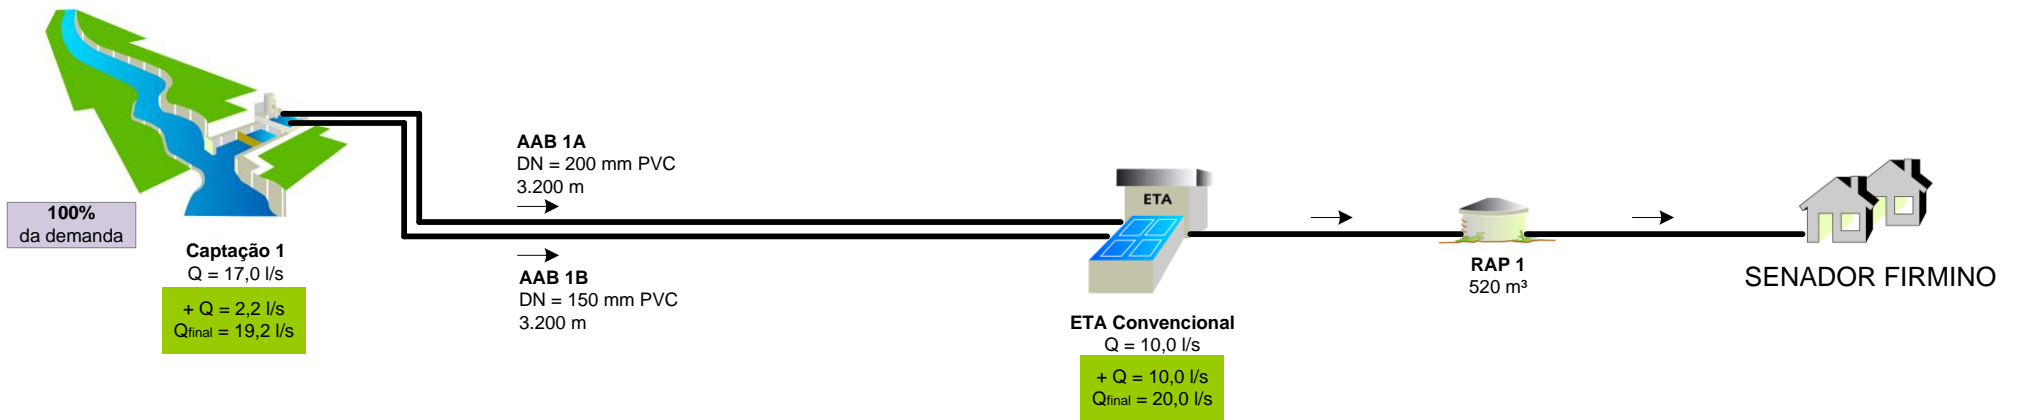 100%
da demanda
Captação 1
Q = 17,0 l/s
+ Q = 2,2 l/s
Qfinal = 19,2 l/s
AAB 1A
DN = 200 mm PVC
3.200 m
AAB 1B
DN = 150 mm PVC
3.200 m
ETA
ETA Convencional
Q = 10,0 l/s
+ Q = 10,0 l/s
Qfinal = 20,0 l/s
RAP 1
520 m³
SENADOR FIRMINO